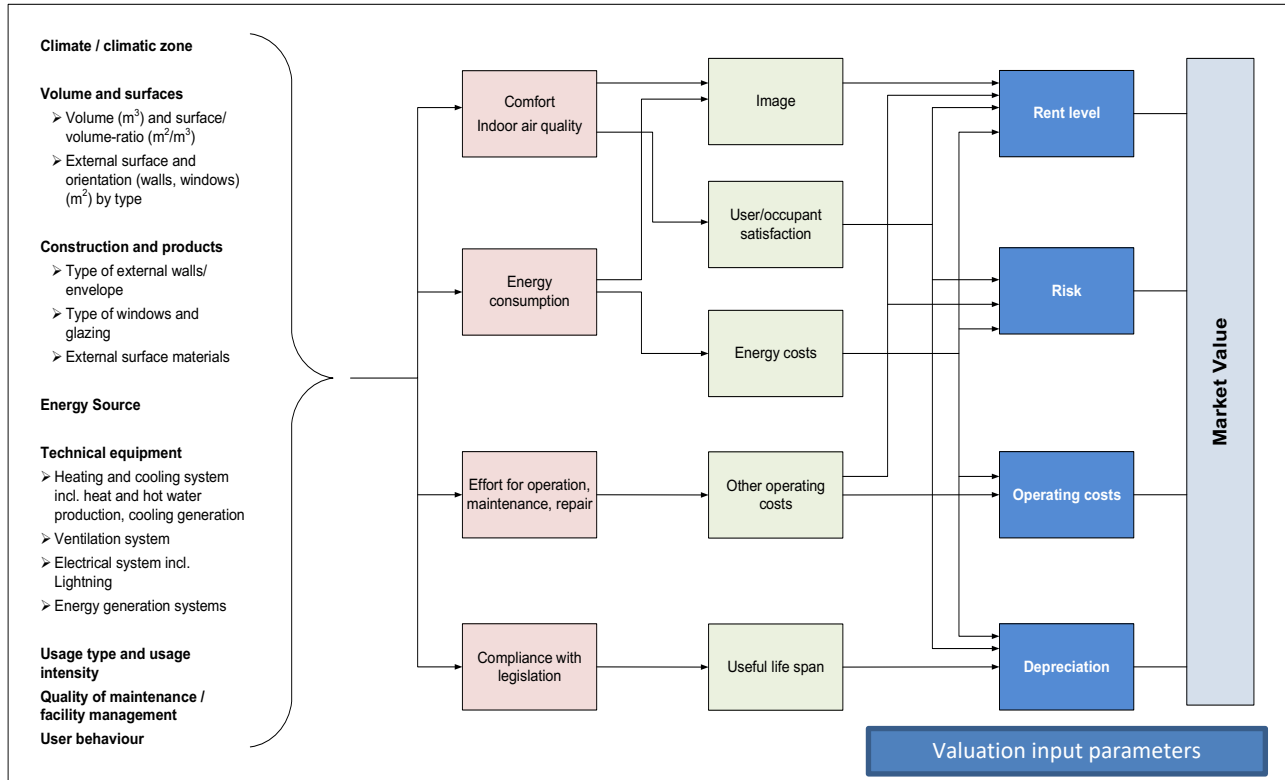 Climate / climatic zone
Volume and surfaces
➢ Volume (m³) and surface/
volume-ratio (m²/m³)
➢ External surface and
orientation (walls, windows)
(m²) by type
Construction and products
➢ Type of external walls/
envelope
➢ Type of windows and
glazing
➢ External surface materials
Energy Source
Technical equipment
➢ Heating and cooling system
incl. heat and hot water
production, cooling generation
➢ Ventilation system
➢ Electrical system incl.
Lightning
➢ Energy generation systems
Usage type and usage
intensity
Quality of maintenance /
facility management
User behaviour
Comfort
Indoor air quality
Energy
consumption
Effort for operation,
maintenance, repair
Compliance with
legislation
Image
User/occupant
satisfaction
Energy costs
Other operating
costs
Useful life span
Rent level
Risk
Operating costs
Depreciation
Market Value
Valuation input parameters